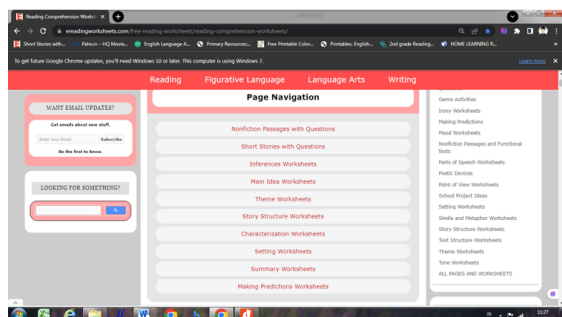 Reading Comprehension Worksh
ereadingworksheets.com/free-reading-worksheets/reading-comprehension-worksheets/
Short Stories with...
Pahe.in - HQ Movie...
English Language A...
Primary Resources:...
Free Printable Color...
Printables. English...
2nd grade Reading...
HOME LEARNING R...
To get future Google Chrome updates, you'll need Windows 10 or later. This computer is using Windows 7.
Learn more
Reading
Figurative Language
Language Arts
Writing
WANT EMAIL UPDATES?
Get emails about new stuff.
Enter Your Email
Subscribe
Be the first to know.
LOOKING FOR SOMETHING?
Page Navigation
Nonfiction Passages with Questions
Short Stories with Questions
Inferences Worksheets
Main Idea Worksheets
Theme Worksheets
Story Structure Worksheets
Characterization Worksheets
Setting Worksheets
Summary Worksheets
Making Predictions Worksheets
Genre Activities
Irony Worksheets
Making Predictions
Mood Worksheets
Nonfiction Passages and Functional
Texts
Parts of Speech Worksheets
Poetic Devices
Point of View Worksheets
School Project Ideas
Setting Worksheets
Simile and Metaphor Worksheets
Story Structure Worksheets
Text Structure Worksheets
Theme Worksheets
Tone Worksheets
ALL PAGES AND WORKSHEETS
11:27